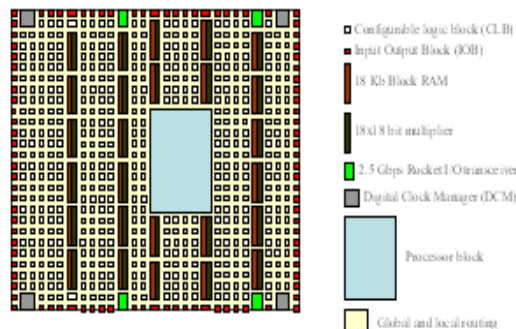 Configurable logic block (CLB)
Input Output Block (IOB)
18 Kb Block RAM
18x18 bit multiplier
2.5 Gbps Rocket I/O transceiver
Digital Clock Manager (DCM)
Processor block
Global and local routing